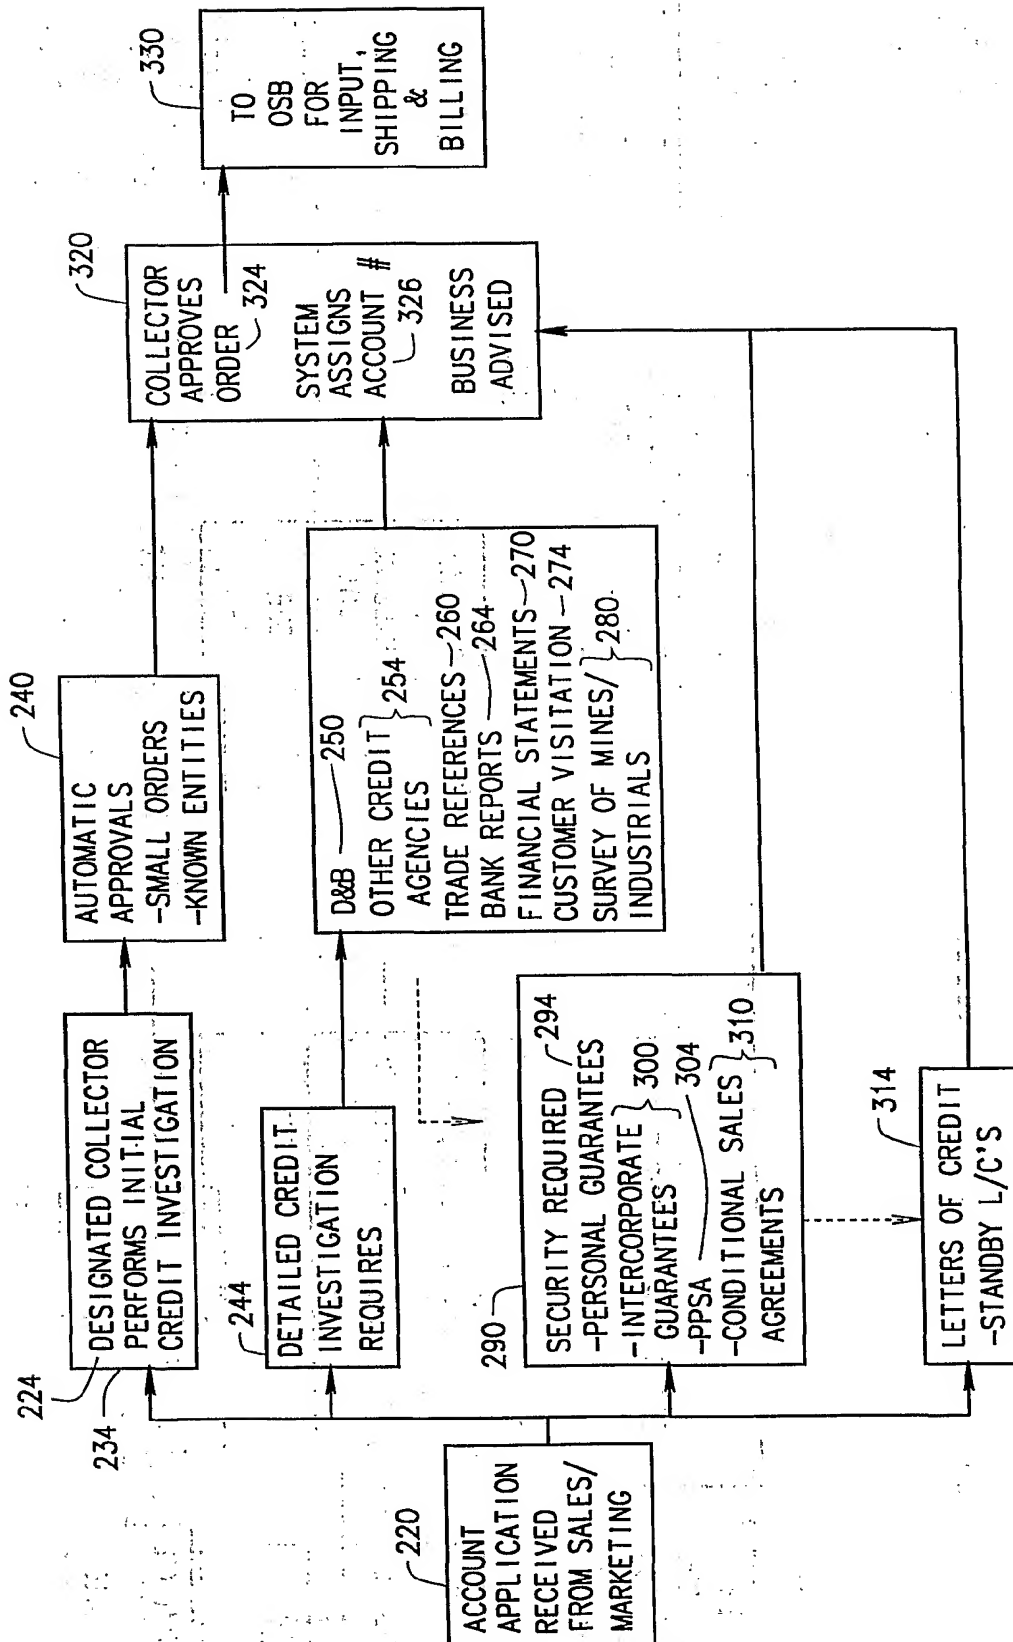 220
ACCOUNT
APPLICATION
RECEIVED
FROM SALES/
MARKETING
224
234
DESIGNATED COLLECTOR
PERFORMS INITIAL
CREDIT INVESTIGATION
240
AUTOMATIC
APPROVALS
-SMALL ORDERS
-KNOWN ENTITIES
244
DETAILED CREDIT
INVESTIGATION
REQUIRES
D&B 250
OTHER CREDIT
AGENCIES } 254
TRADE REFERENCES 260
BANK REPORTS 264
FINANCIAL STATEMENTS 270
CUSTOMER VISITATION 274
SURVEY OF MINES/
INDUSTRIALS } 280
290
SECURITY REQUIRED
-PERSONAL GUARANTEES 294
-INTERCORPORATE
GUARANTEES } 300
-PPSA 304
-CONDITIONAL SALES
AGREEMENTS } 310
314
LETTERS OF CREDIT
-STANDBY L/C'S
320
COLLECTOR
APPROVES
ORDER 324
SYSTEM
ASSIGNS
ACCOUNT #
326
BUSINESS
ADVISED
330
TO
OSB
FOR
INPUT,
SHIPPING
&
BILLING